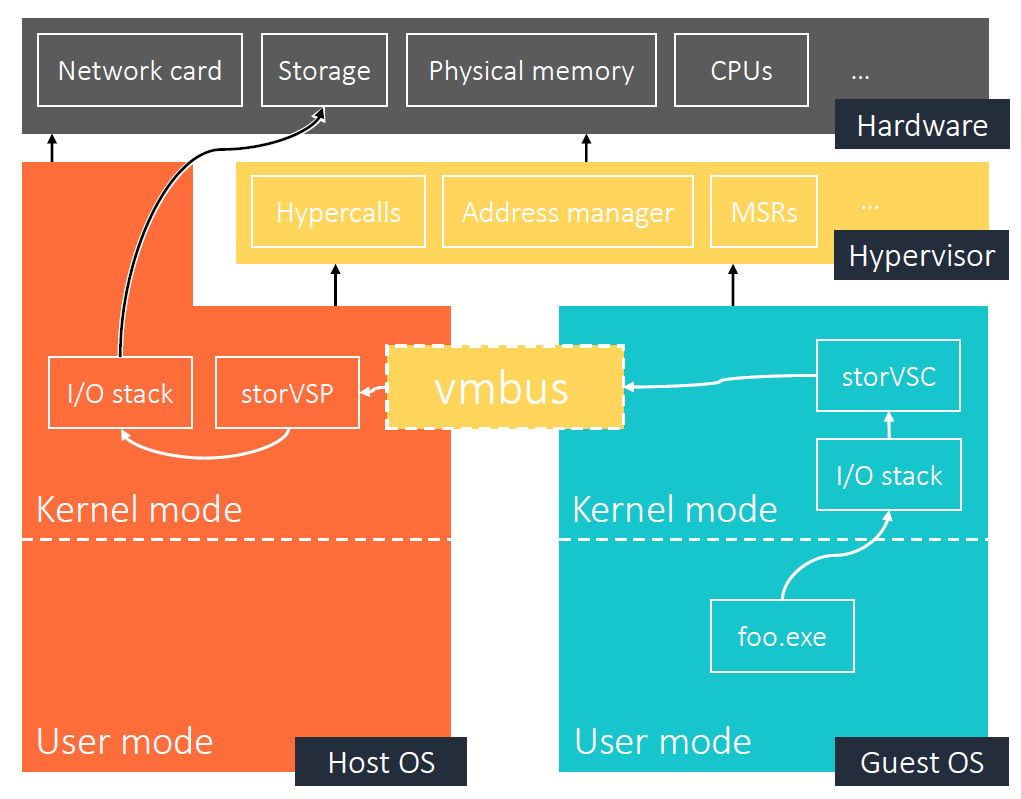 Network card
Storage
Physical memory
CPUs
...
Hardware
Hypercalls
Address manager
MSRs
...
Hypervisor
I/O stack
storVSP
vmbus
storVSC
I/O stack
Kernel mode
Kernel mode
foo.exe
User mode
User mode
Host OS
Guest OS